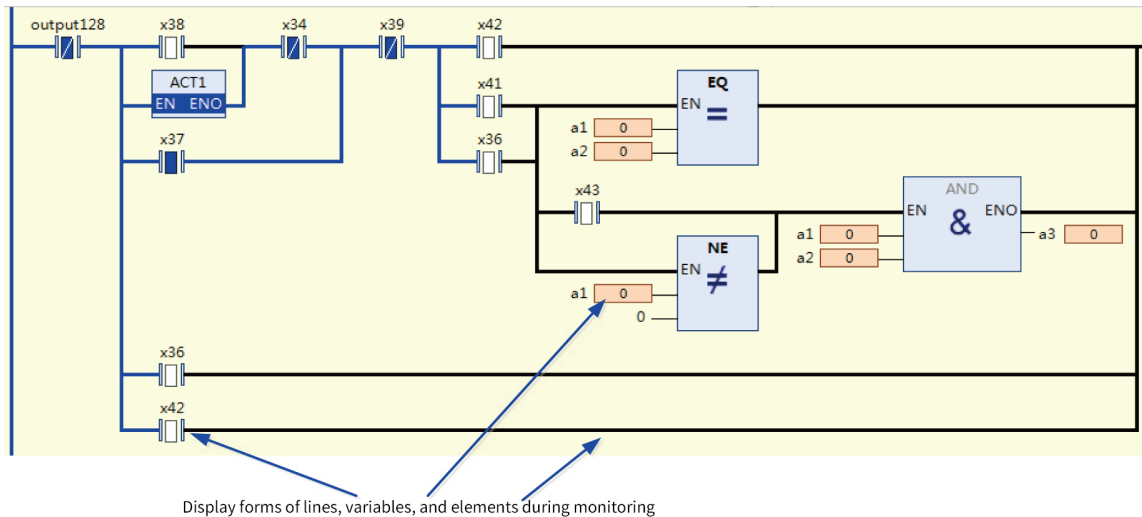 output128 x38 x34 x39 x42
ACT1
EN ENO
x41
EQ
EN
=
a1 0
a2 0
x37
x36
x43
AND
EN ENO
&
a1 0
a2 0
a3 0
NE
EN
≠
a1 0
0
x36
x42
Display forms of lines, variables, and elements during monitoring